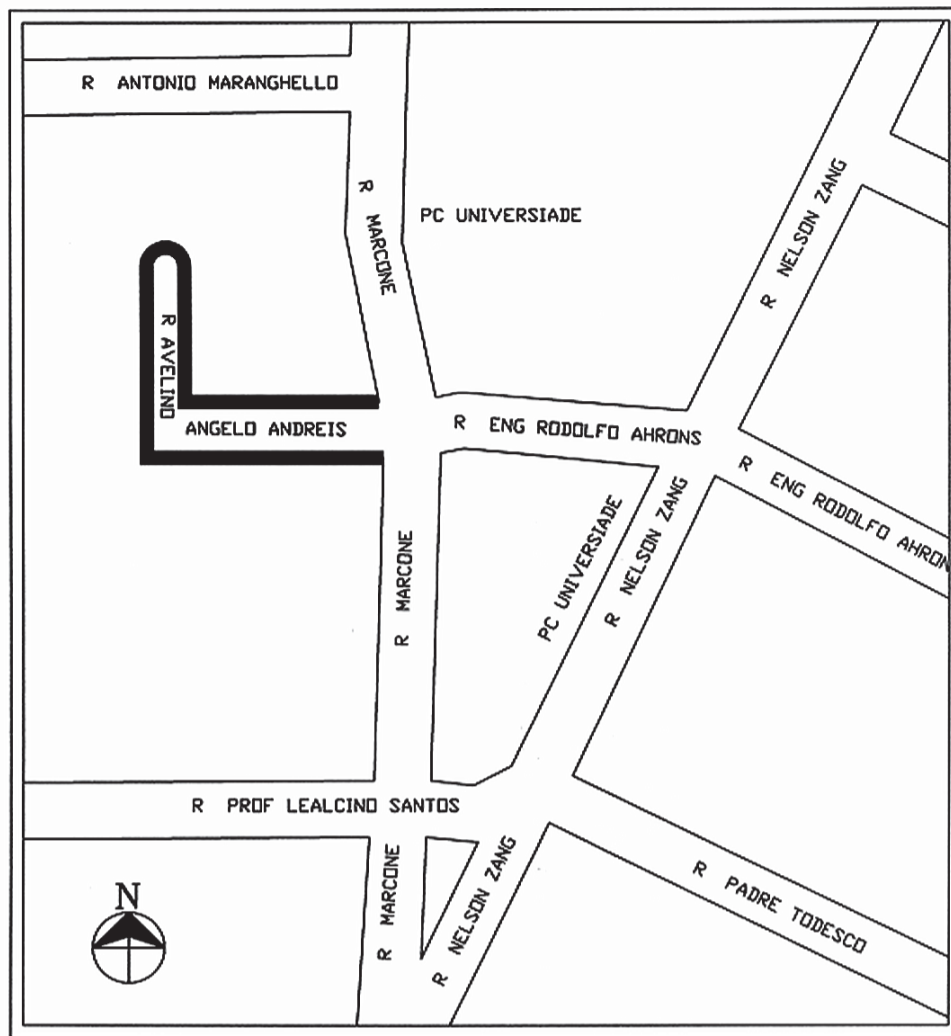 R ANTONIO MARANGHELLO
R MARCONE
PC UNIVERSIADE
R NELSON ZANG
R AVELINO
ANGELO ANDREIS
R ENG RODOLFO AHRONS
R ENG RODOLFO AHRON
R MARCONE
PC UNIVERSIADE
R NELSON ZANG
R PROF LEALCINO SANTOS
R MARCONE
R NELSON ZANG
R PADRE TODESCO
N